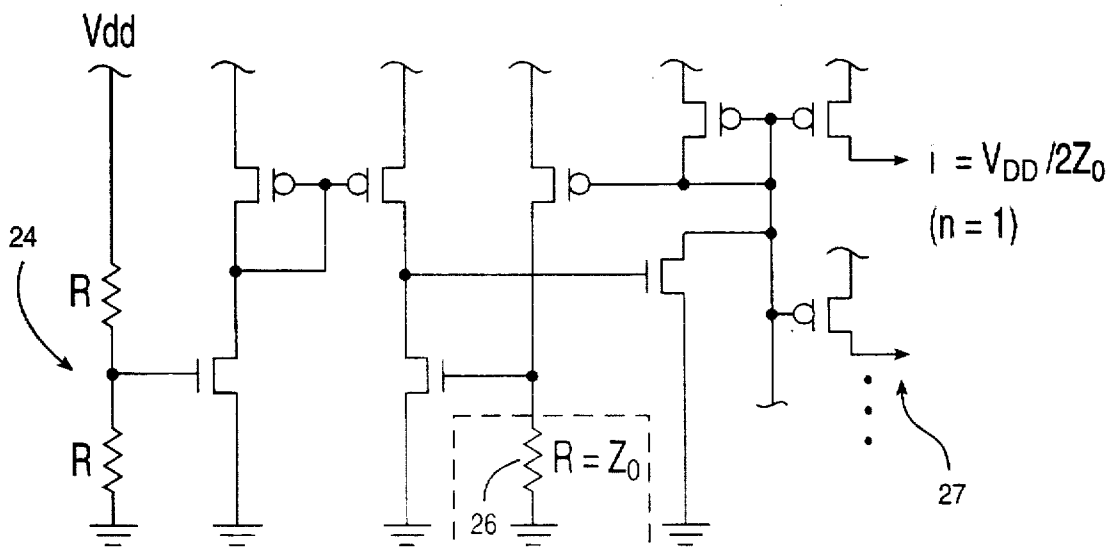 Vdd
i = V_DD/2Z_0
(n = 1)
24
R
R
R = Z_0
26
27